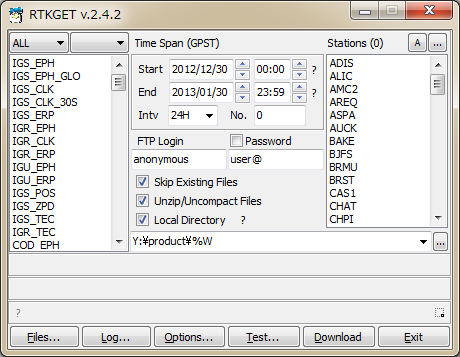 RTKGET v.2.4.2
ALL
Time Span (GPST)
Stations (0)
A
...
IGS_EPH
IGS_EPH_GLO
IGS_CLK
IGS_CLK_30S
IGS_ERP
IGR_EPH
IGR_CLK
IGR_ERP
IGU_EPH
IGU_ERP
IGS_POS
IGS_ZPD
IGS_TEC
IGR_TEC
COD_EPH
Start 2012/12/30 00:00 ?
End 2013/01/30 23:59 ?
Intv 24H No. 0
FTP Login Password
anonymous user@
Skip Existing Files
Unzip/Uncompact Files
Local Directory ?
Y:¥product¥%W
...
ADIS
ALIC
AMC2
AREQ
ASPA
AUCK
BAKE
BJFS
BRMU
BRST
CAS1
CHAT
CHPI
?
Files... Log... Options... Test... Download Exit